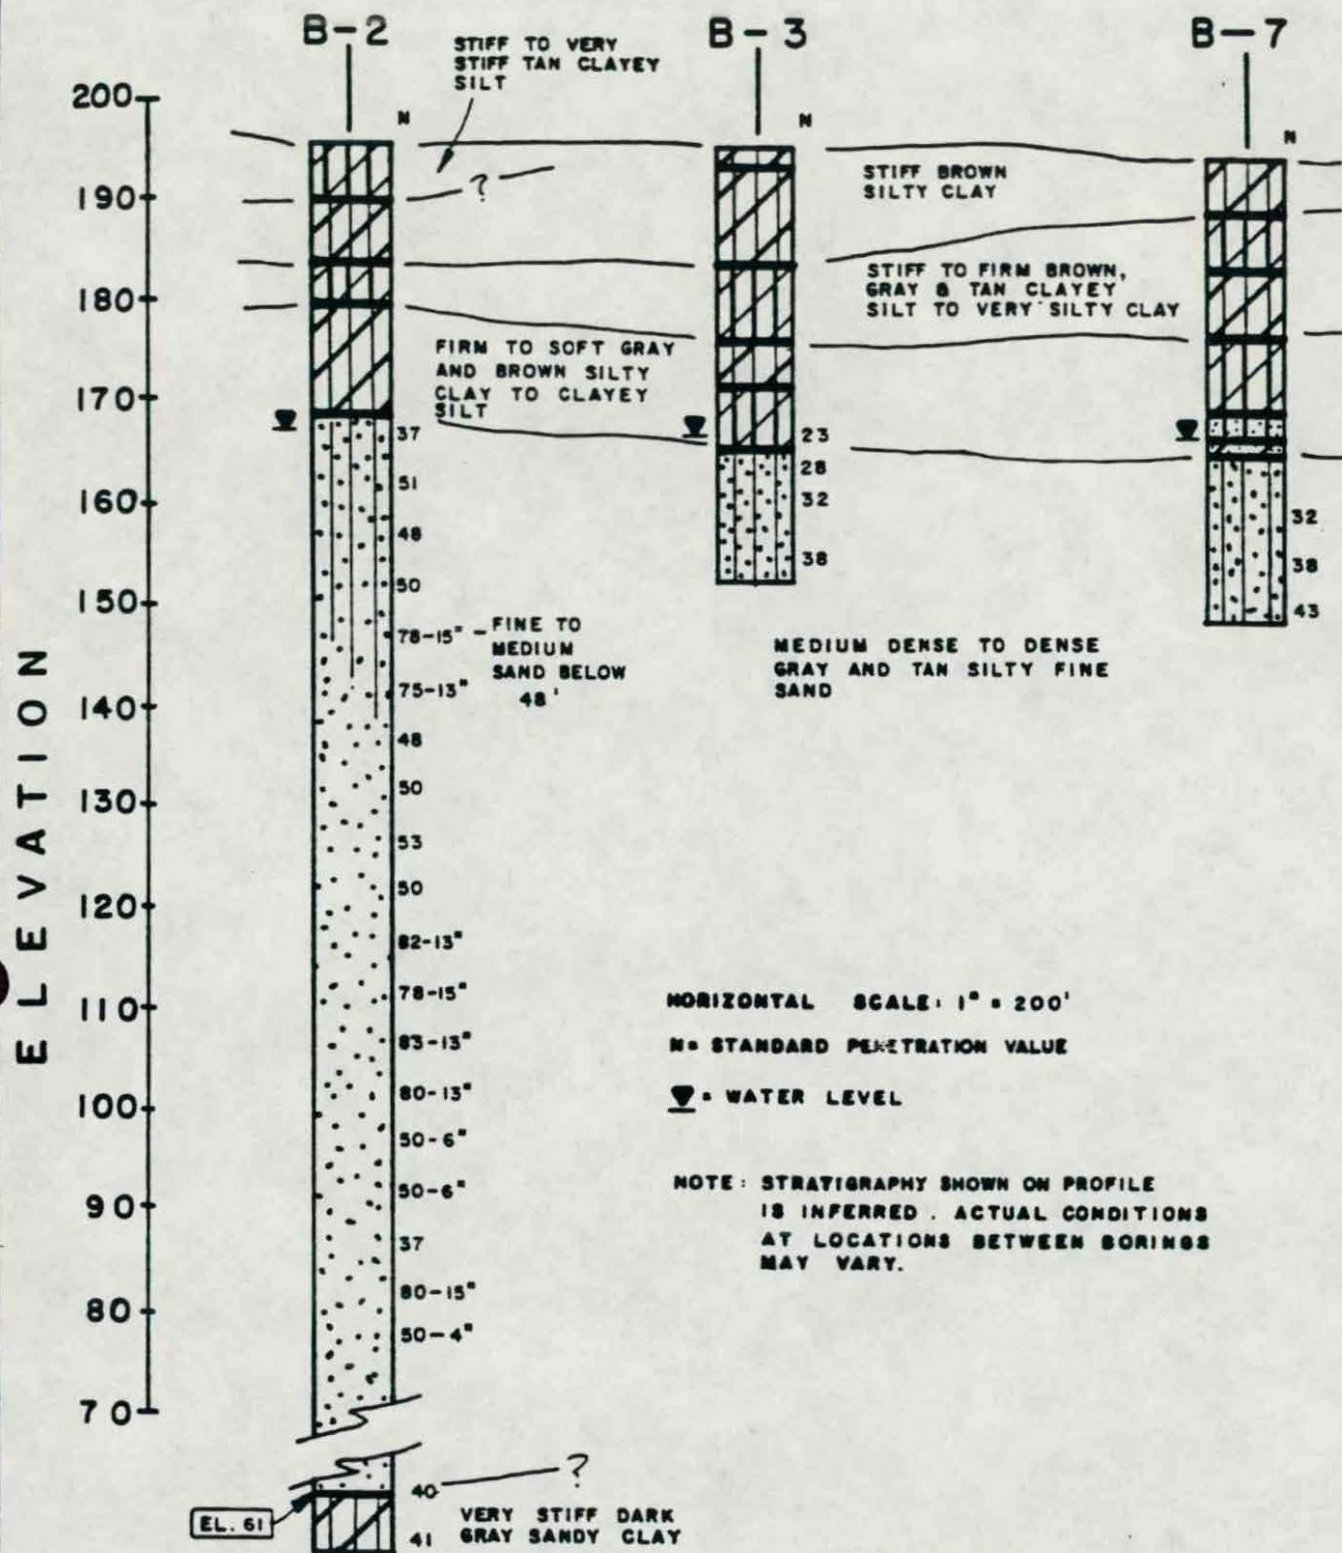 B-2
B-3
B-7
STIFF TO VERY
STIFF TAN CLAYEY
SILT
N
N
N
200
190
180
170
160
150
140
130
120
110
100
90
80
70
ELEVATION
?
STIFF BROWN
SILTY CLAY
STIFF TO FIRM BROWN,
GRAY & TAN CLAYEY
SILT TO VERY SILTY CLAY
FIRM TO SOFT GRAY
AND BROWN SILTY
CLAY TO CLAYEY
SILT
37
51
48
50
78-15"
75-13"
48
50
53
50
82-13"
78-15"
83-13"
80-13"
50-6"
50-6"
37
80-15"
50-4"
40
41
FINE TO
MEDIUM
SAND BELOW
48'
23
28
32
38
32
38
43
MEDIUM DENSE TO DENSE
GRAY AND TAN SILTY FINE
SAND
HORIZONTAL SCALE: 1" = 200'
N= STANDARD PENETRATION VALUE
= WATER LEVEL
NOTE: STRATIGRAPHY SHOWN ON PROFILE
IS INFERRED. ACTUAL CONDITIONS
AT LOCATIONS BETWEEN BORINGS
MAY VARY.
?
EL. 61
VERY STIFF DARK
GRAY SANDY CLAY